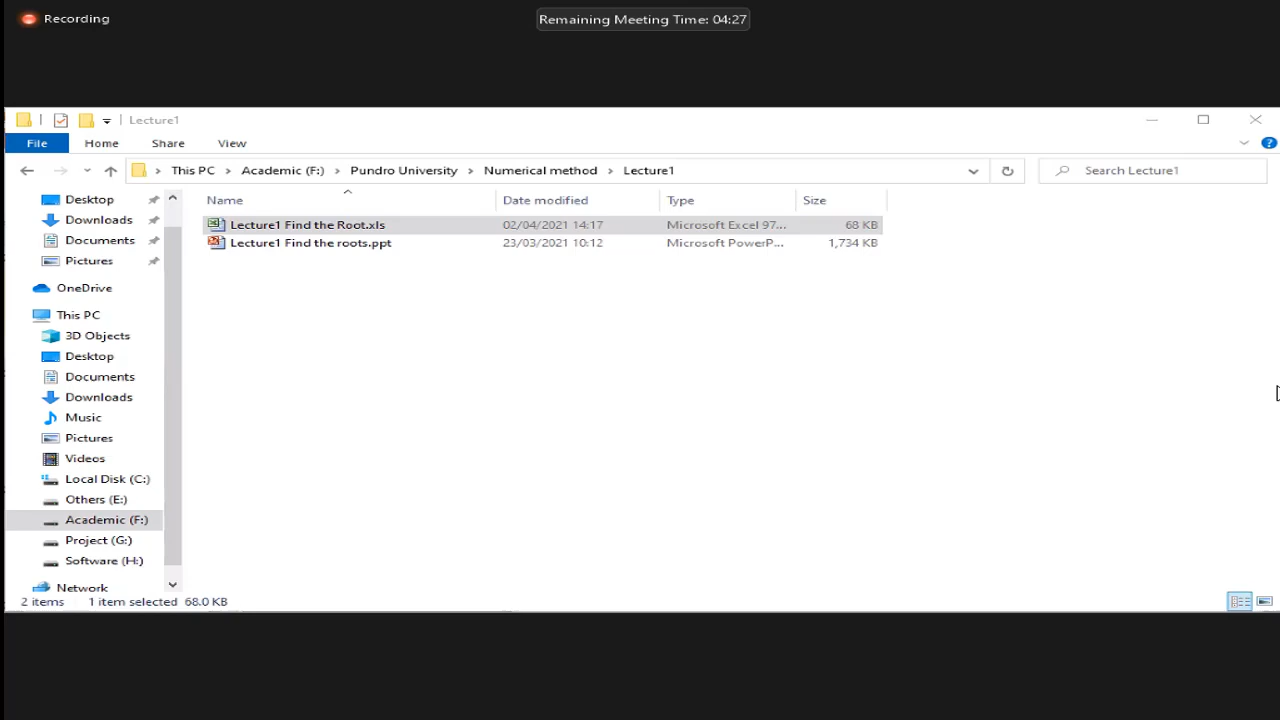 Recording
Remaining Meeting Time: 04:27
Lecture1
File Home Share View
This PC Academic (F:) Pundro University Numerical method Lecture1 Search Lecture1
Name Date modified Type Size
Lecture1 Find the Root.xls 02/04/2021 14:17 Microsoft Excel 97... 68 KB
Lecture1 Find the roots.ppt 23/03/2021 10:12 Microsoft PowerP... 1,734 KB
Desktop
Downloads
Documents
Pictures
OneDrive
This PC
3D Objects
Desktop
Documents
Downloads
Music
Pictures
Videos
Local Disk (C:)
Others (E:)
Academic (F:)
Project (G:)
Software (H:)
Network
2 items 1 item selected 68.0 KB